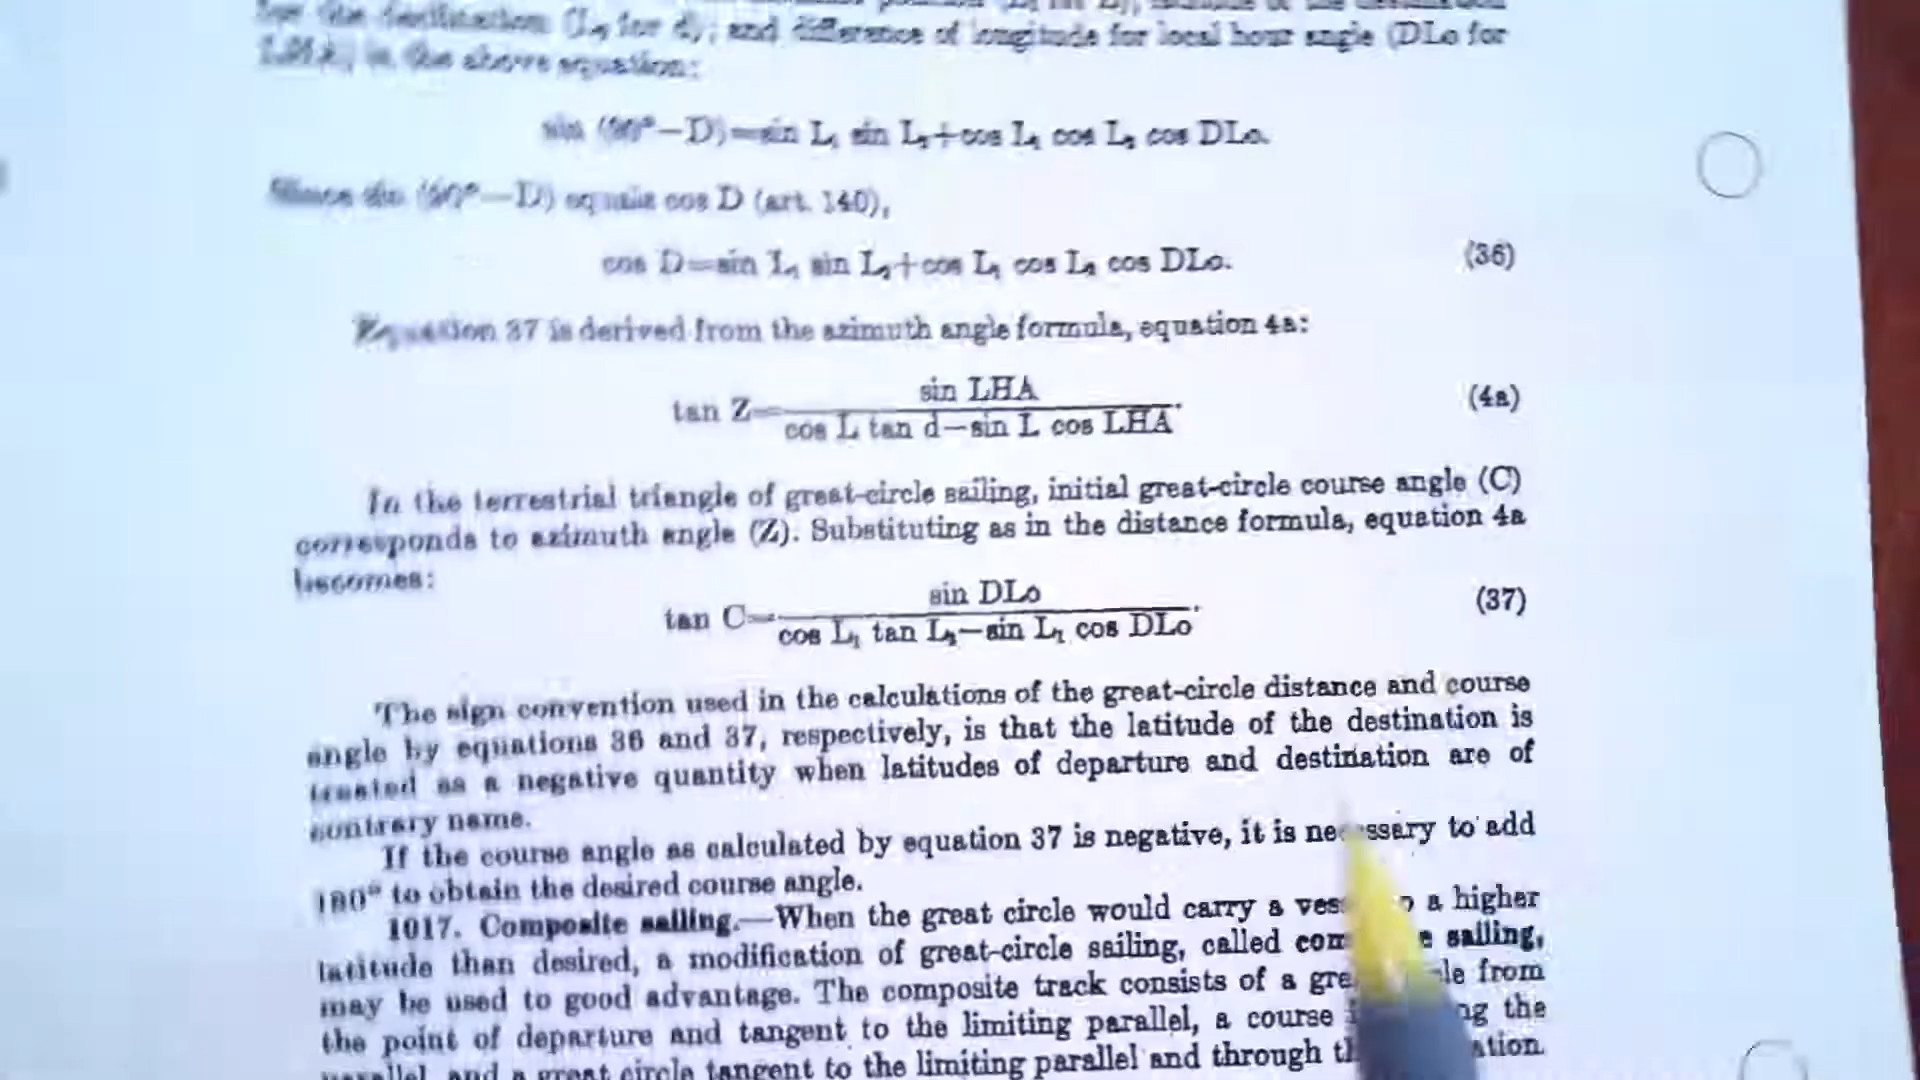 for the declination (L₂ for d), and difference of longitude for local hour angle (DLo for
LHA), in the above equation:
sin (90°−D)=sin L₁ sin L₂+cos L₁ cos L₂ cos DLo.
Since sin (90°−D) equals cos D (art. 140),
cos D=sin L₁ sin L₂+cos L₁ cos L₂ cos DLo. (36)
Equation 37 is derived from the azimuth angle formula, equation 4a:
sin LHA
tan Z= (4a)
cos L tan d−sin L cos LHA.
In the terrestrial triangle of great-circle sailing, initial great-circle course angle (C)
corresponds to azimuth angle (Z). Substituting as in the distance formula, equation 4a
becomes:
sin DLo
tan C= (37)
cos L₁ tan L₂−sin L₁ cos DLo.
The sign convention used in the calculations of the great-circle distance and course
angle by equations 36 and 37, respectively, is that the latitude of the destination is
treated as a negative quantity when latitudes of departure and destination are of
contrary name.
If the course angle as calculated by equation 37 is negative, it is necessary to add
180° to obtain the desired course angle.
1017. Composite sailing.—When the great circle would carry a a higher
latitude than desired, a modification of great-circle sailing, called sailing,
may be used to good advantage. The composite track consists of a from
the point of departure and tangent to the limiting parallel, a course the
parallel, and a great circle tangent to the limiting parallel and through